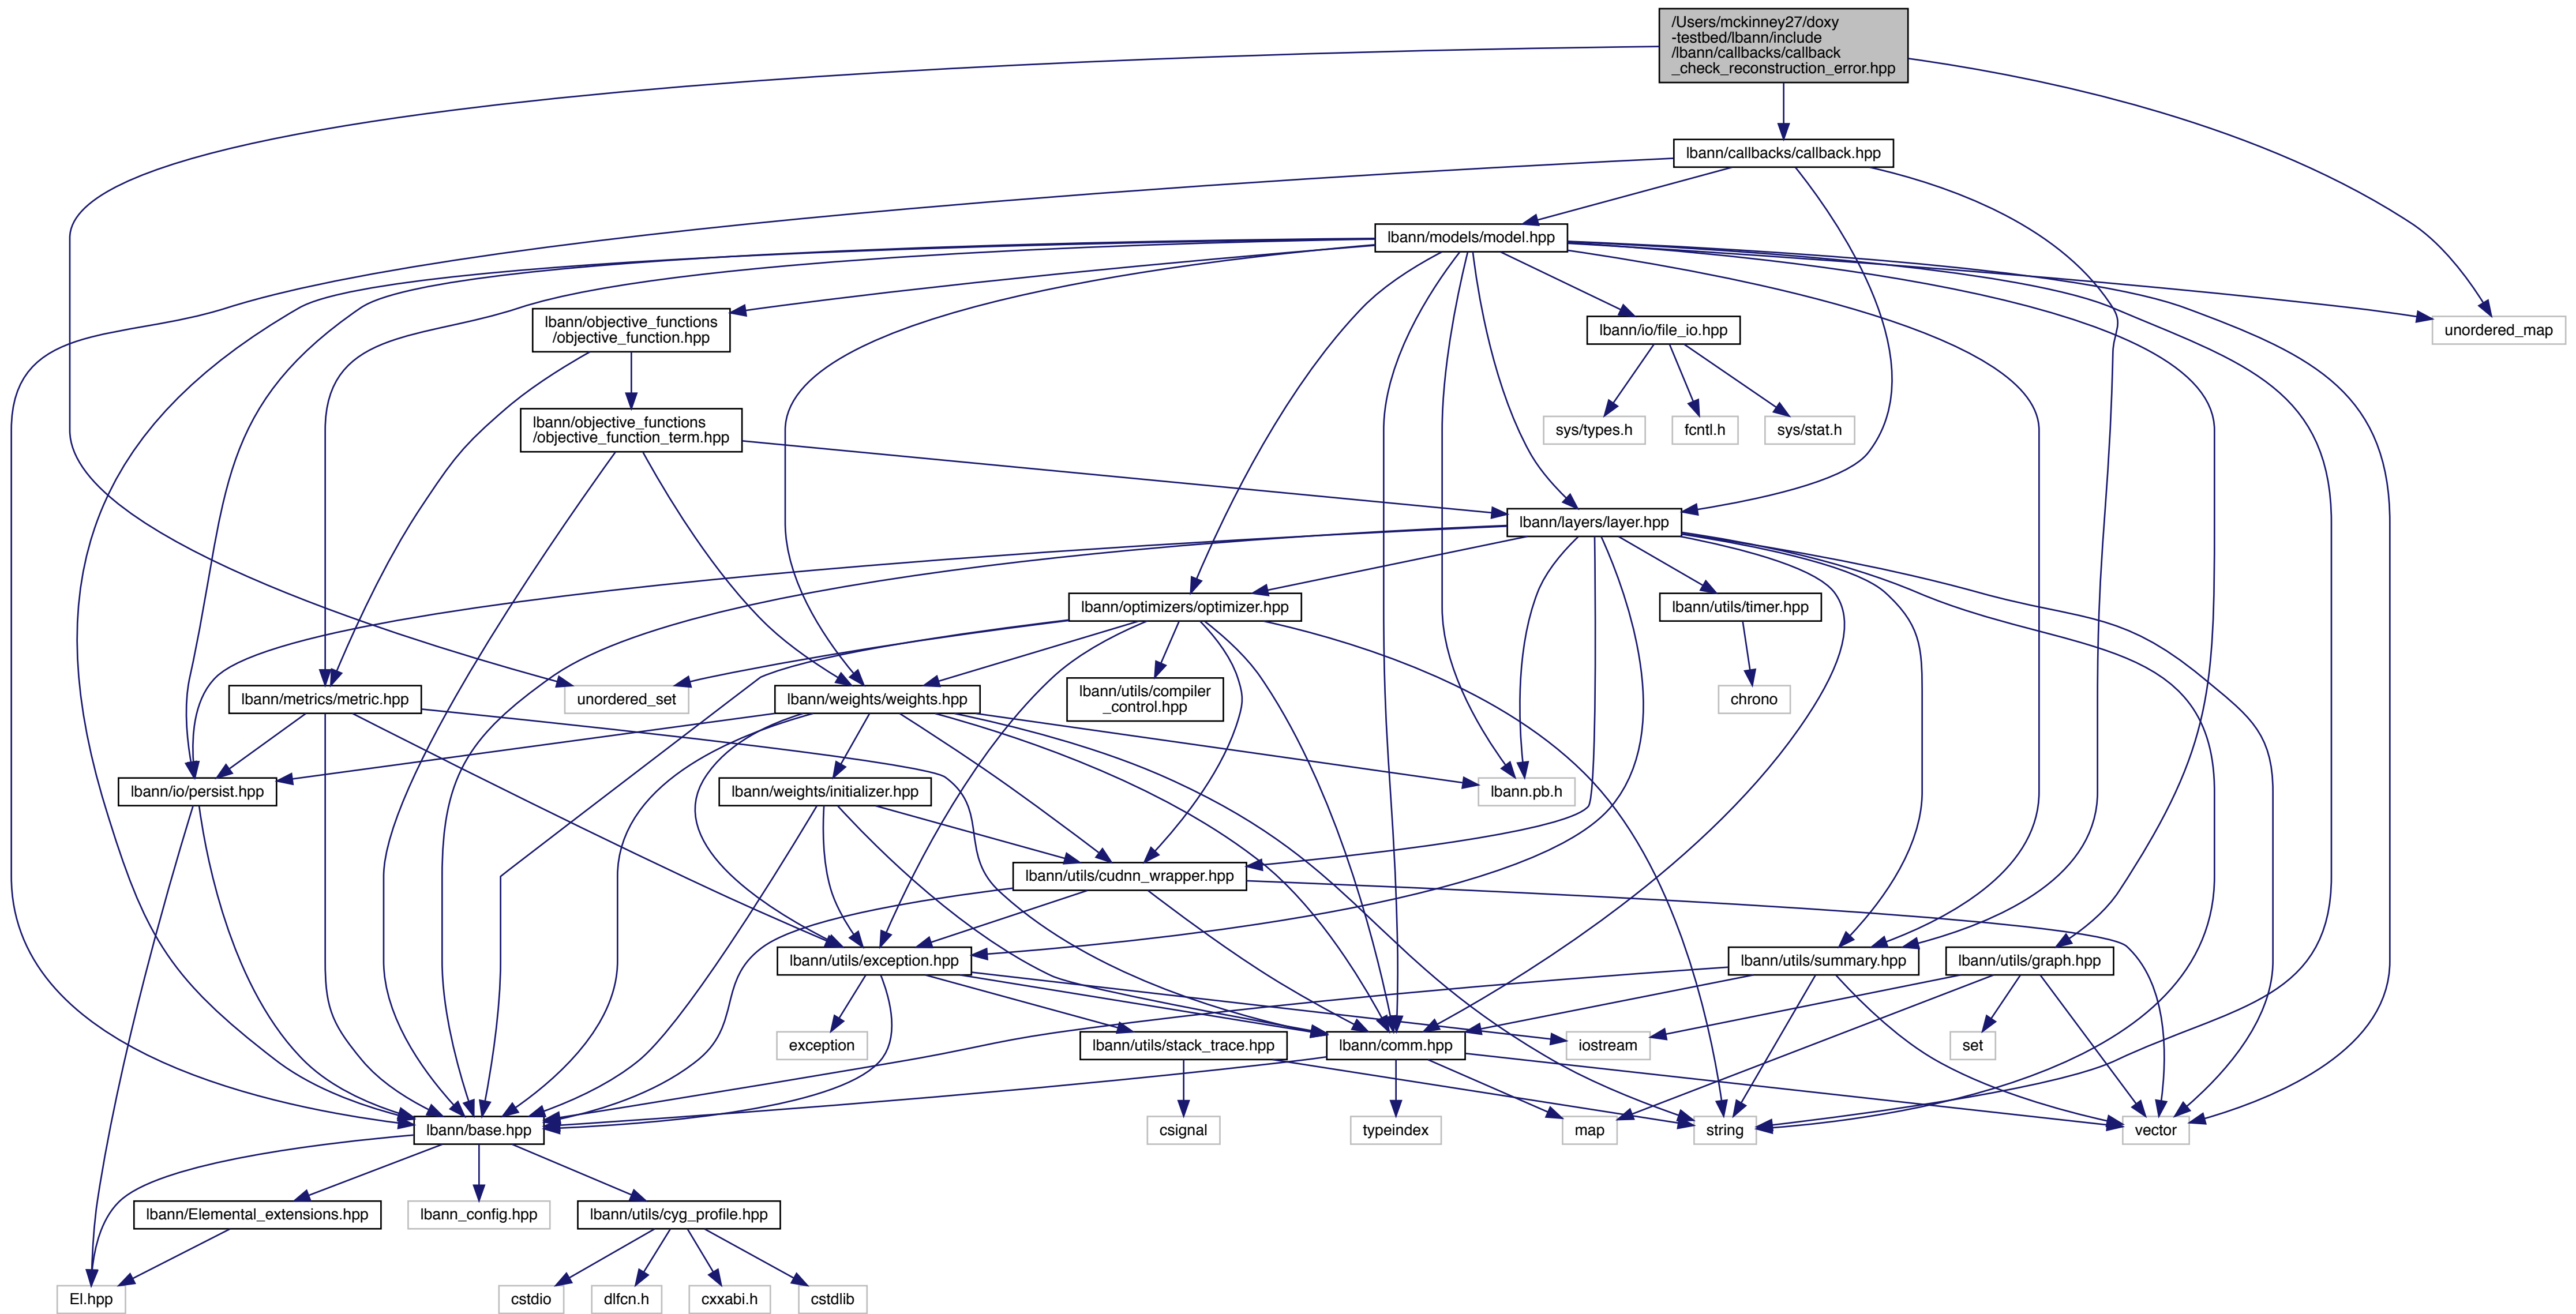 /Users/mckinney27/doxy
-testbed/lbann/include
/lbann/callbacks/callback
_check_reconstruction_error.hpp
lbann/callbacks/callback.hpp
lbann/models/model.hpp
lbann/objective_functions
/objective_function.hpp
lbann/io/file_io.hpp
unordered_map
lbann/objective_functions
/objective_function_term.hpp
sys/types.h
fcntl.h
sys/stat.h
lbann/layers/layer.hpp
lbann/optimizers/optimizer.hpp
lbann/utils/timer.hpp
lbann/metrics/metric.hpp
unordered_set
lbann/weights/weights.hpp
lbann/utils/compiler
_control.hpp
chrono
lbann/io/persist.hpp
lbann/weights/initializer.hpp
lbann.pb.h
lbann/utils/cudnn_wrapper.hpp
lbann/utils/exception.hpp
lbann/utils/summary.hpp
lbann/utils/graph.hpp
exception
lbann/utils/stack_trace.hpp
lbann/comm.hpp
iostream
set
lbann/base.hpp
csignal
typeindex
map
string
vector
lbann/Elemental_extensions.hpp
lbann_config.hpp
lbann/utils/cyg_profile.hpp
El.hpp
cstdio
dlfcn.h
cxxabi.h
cstdlib